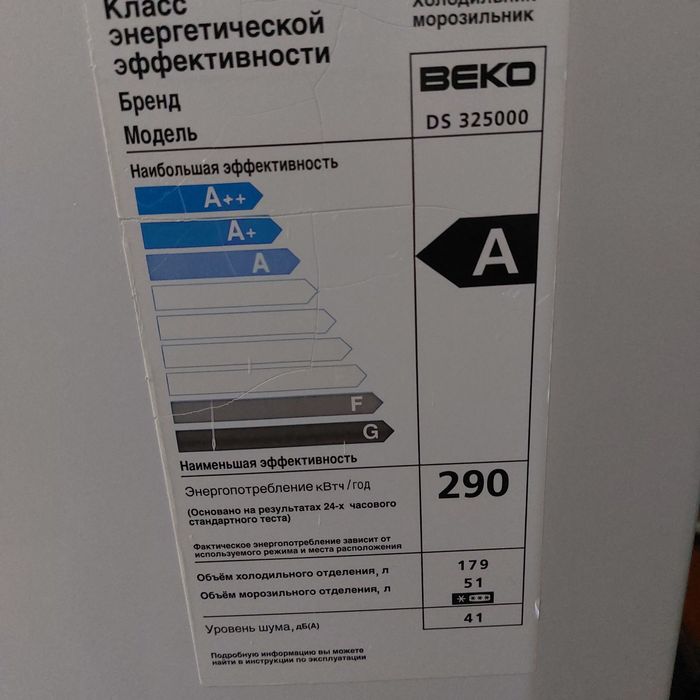 Класс
энергетической
эффективности
Холодильник
морозильник
Бренд
BEKO
Модель
DS 325000
Наибольшая эффективность
A++
A+
A
A
F
G
Наименьшая эффективность
Энергопотребление кВтч/год
290
(Основано на результатах 24-х часового
стандартного теста)
Фактическое энергопотребление зависит от
используемого режима и места расположения
Объём холодильного отделения, л
179
Объём морозильного отделения, л
51
Уровень шума, дБ(А)
41
Подробную информацию вы можете
найти в инструкции по эксплуатации